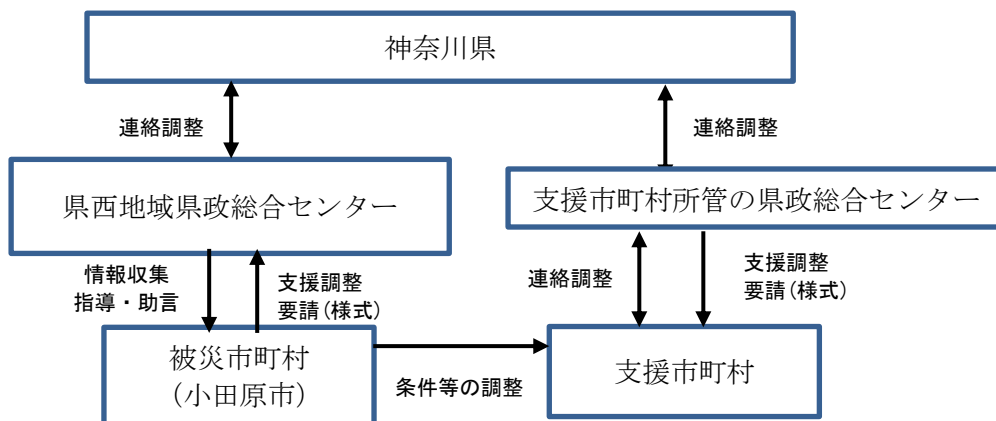 神奈川県
連絡調整
連絡調整
県西地域県政総合センター
支援市町村所管の県政総合センター
情報収集
指導・助言
支援調整
要請(様式)
連絡調整
支援調整
要請(様式)
被災市町村
(小田原市)
条件等の調整
支援市町村